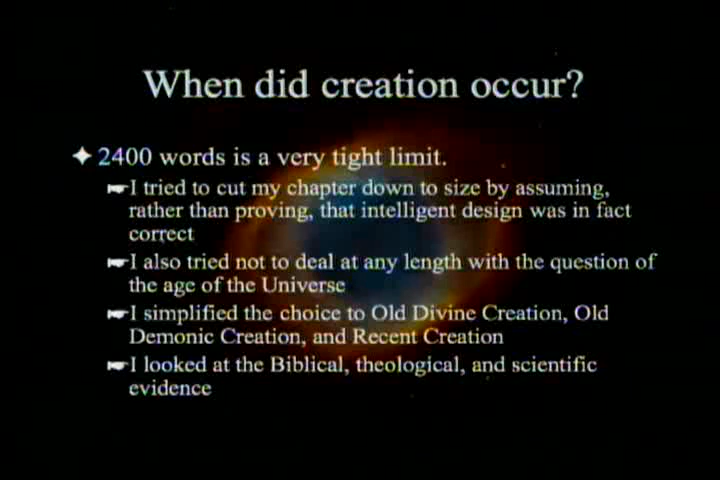 When did creation occur?
2400 words is a very tight limit.
I tried to cut my chapter down to size by assuming,
rather than proving, that intelligent design was in fact
correct
I also tried not to deal at any length with the question of
the age of the Universe
I simplified the choice to Old Divine Creation, Old
Demonic Creation, and Recent Creation
I looked at the Biblical, theological, and scientific
evidence